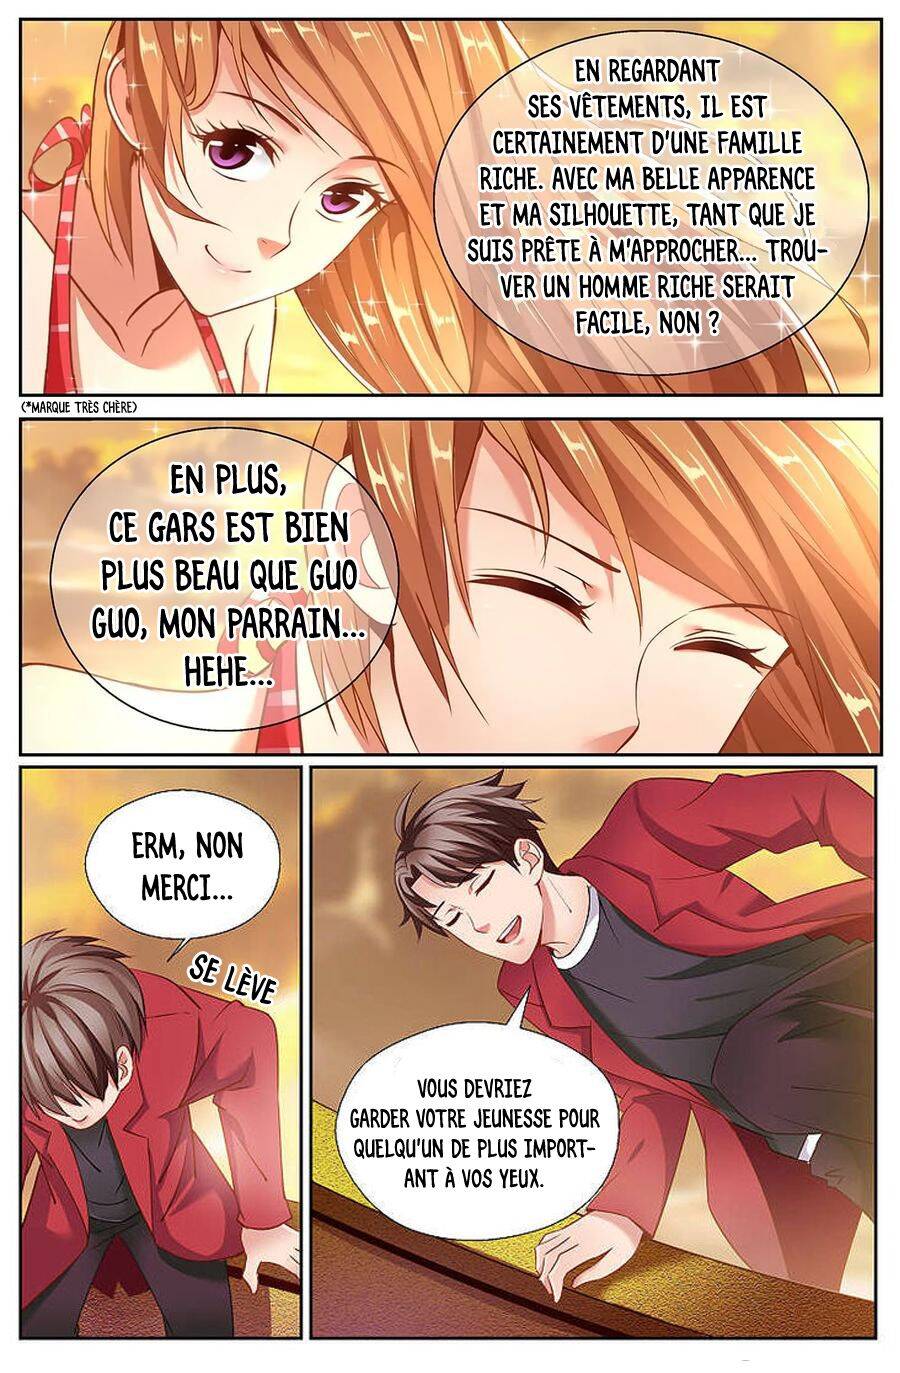 EN REGARDANT
SES VÊTEMENTS, IL EST
CERTAINEMENT D'UNE FAMILLE
RICHE. AVEC MA BELLE APPARENCE
ET MA SILHOUETTE, TANT QUE JE
SUIS PRÊTE À M'APPROCHER... TROU-
VER UN HOMME RICHE SERAIT
FACILE, NON ?
(*MARQUE TRÈS CHÈRE)
EN PLUS,
CE GARS EST BIEN
PLUS BEAU QUE GUO
GUO, MON PARRAIN...
HEHE...
ERM, NON
MERCI...
SE LÈVE
VOUS DEVRIEZ
GARDER VOTRE JEUNESSE POUR
QUELQU'UN DE PLUS IMPORT-
ANT À VOS YEUX.